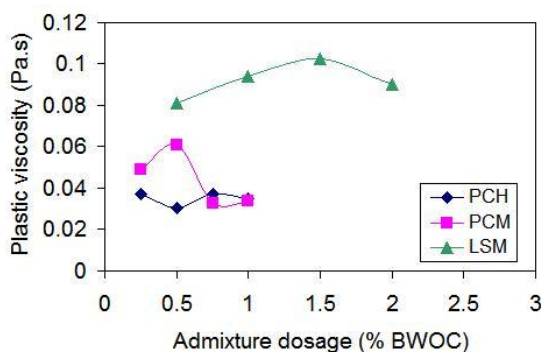 Plastic viscosity (Pa.s)
0.12
0.1
0.08
0.06
0.04
0.02
0
0 0.5 1 1.5 2 2.5 3
Admixture dosage (% BWOC)
PCH
PCM
LSM